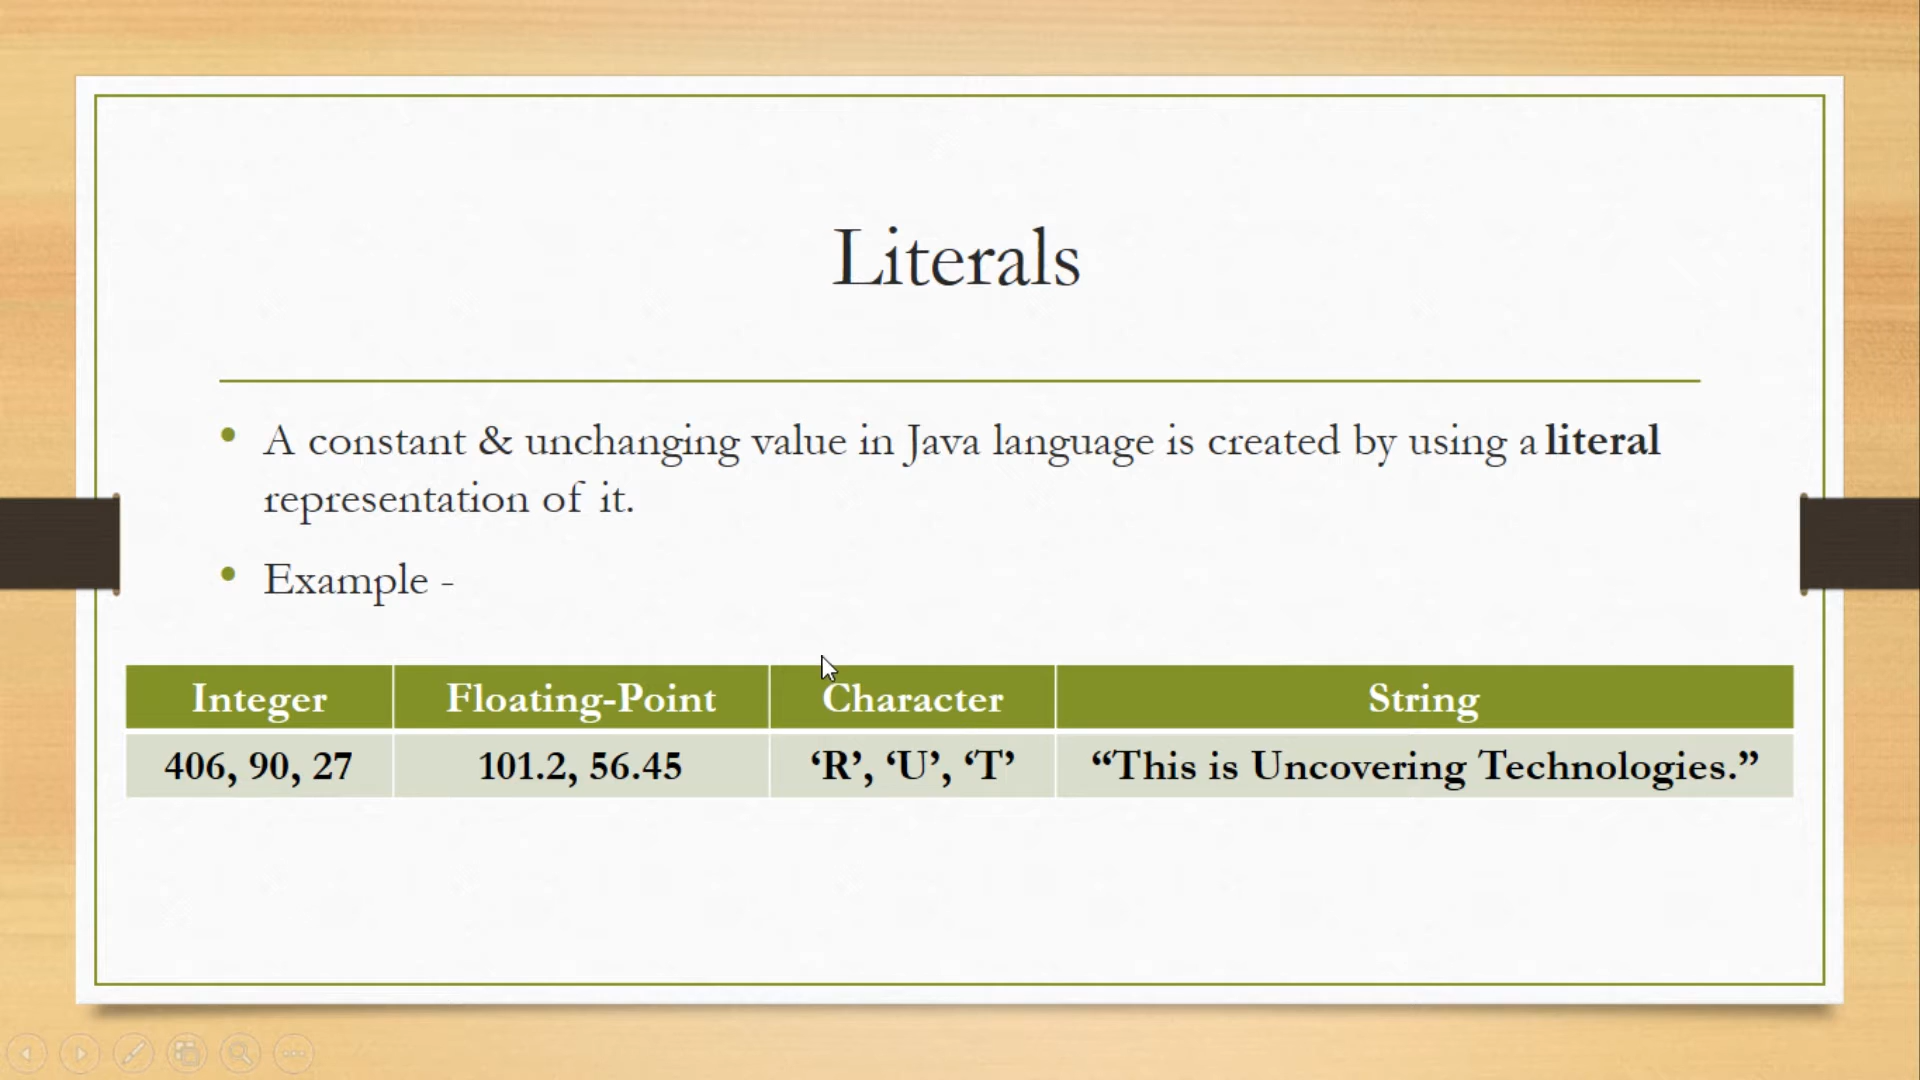 Literals
• A constant & unchanging value in Java language is created by using a literal
representation of it.
• Example -
Integer Floating-Point Character String
406, 90, 27 101.2, 56.45 ‘R’, ‘U’, ‘T’ “This is Uncovering Technologies.”